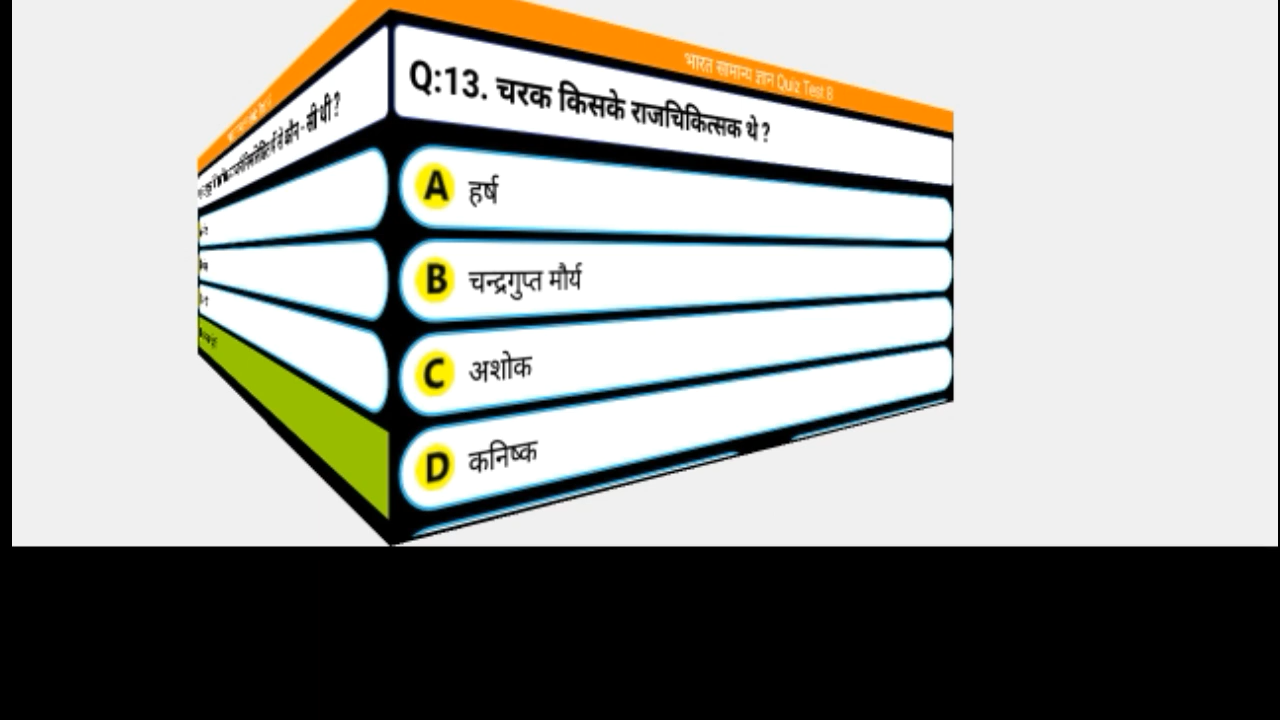 भारत सामान्य ज्ञान Quiz Test 8
Q:13. चरक किसके राजचिकित्सक थे ?
A हर्ष
B चन्द्रगुप्त मौर्य
C अशोक
D कनिष्क
में से कौन - सी थी ?